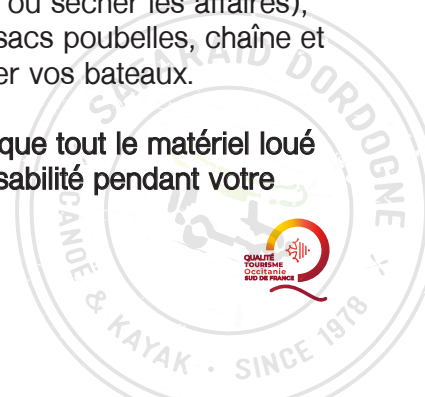 ou sécher les affaires),
sacs poubelles, chaîne et
er vos bateaux.
que tout le matériel loué
sabilité pendant votre
SAFARAID DORDOGNE
CANOË & KAYAK · SINCE 1978
QUALITÉ
TOURISME
Occitanie
SUD DE FRANCE